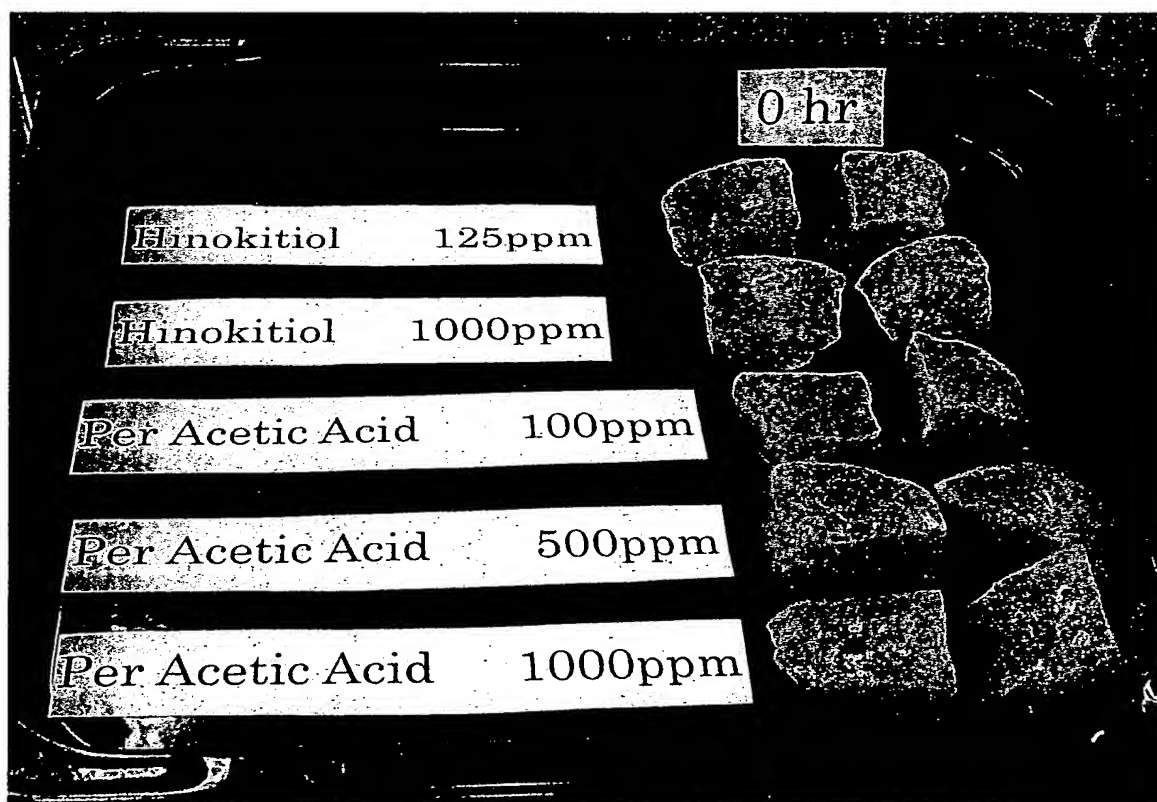 0 hr
Hinokitiol 125ppm
Hinokitiol 1000ppm
Per Acetic Acid 100ppm
Per Acetic Acid 500ppm
Per Acetic Acid 1000ppm